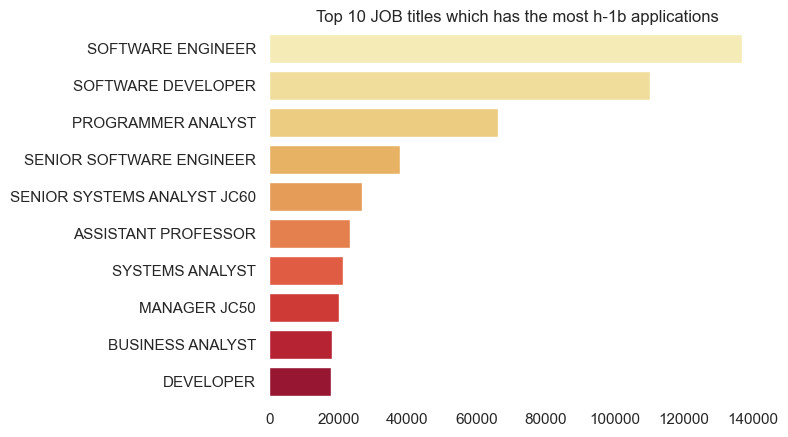 Top 10 JOB titles which has the most h-1b applications
SOFTWARE ENGINEER
SOFTWARE DEVELOPER
PROGRAMMER ANALYST
SENIOR SOFTWARE ENGINEER
SENIOR SYSTEMS ANALYST JC60
ASSISTANT PROFESSOR
SYSTEMS ANALYST
MANAGER JC50
BUSINESS ANALYST
DEVELOPER
0 20000 40000 60000 80000 100000 120000 140000